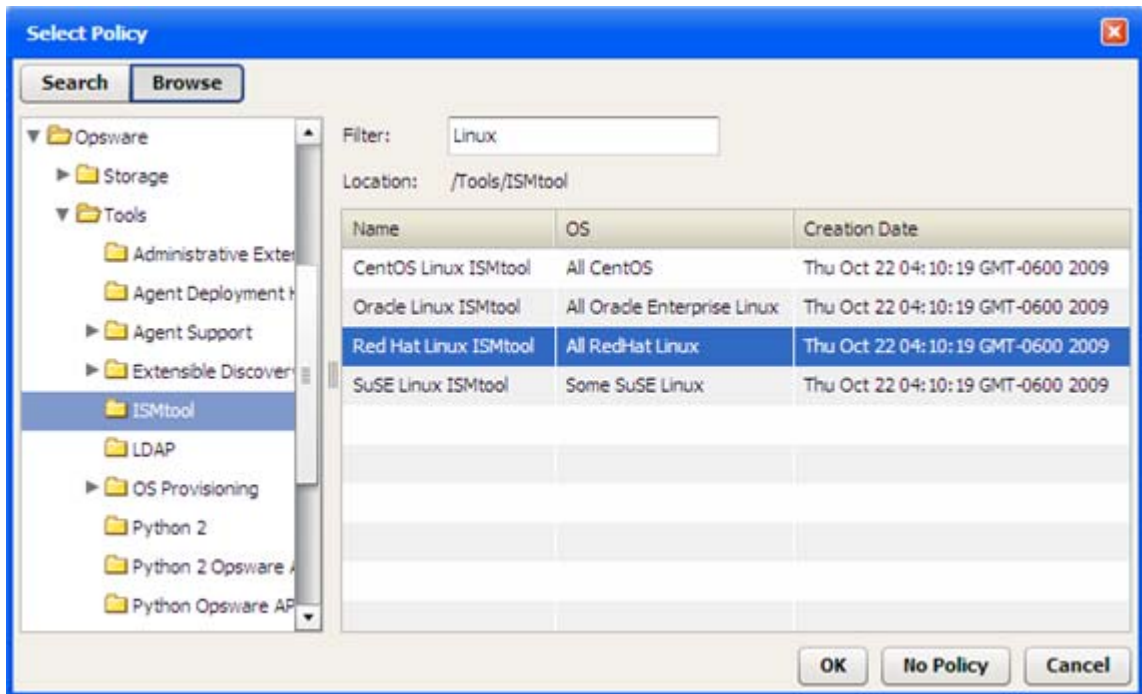 Select Policy
Search Browse
Opsware
Storage
Tools
Administrative Exter
Agent Deployment
Agent Support
Extensible Discover
ISMtool
LDAP
OS Provisioning
Python 2
Python 2 Opsware
Python Opsware AP
Filter: Linux
Location: /Tools/ISMtool
Name OS Creation Date
CentOS Linux ISMtool All CentOS Thu Oct 22 04:10:19 GMT-0600 2009
Oracle Linux ISMtool All Oracle Enterprise Linux Thu Oct 22 04:10:19 GMT-0600 2009
Red Hat Linux ISMtool All RedHat Linux Thu Oct 22 04:10:19 GMT-0600 2009
SuSE Linux ISMtool Some SuSE Linux Thu Oct 22 04:10:19 GMT-0600 2009
OK No Policy Cancel